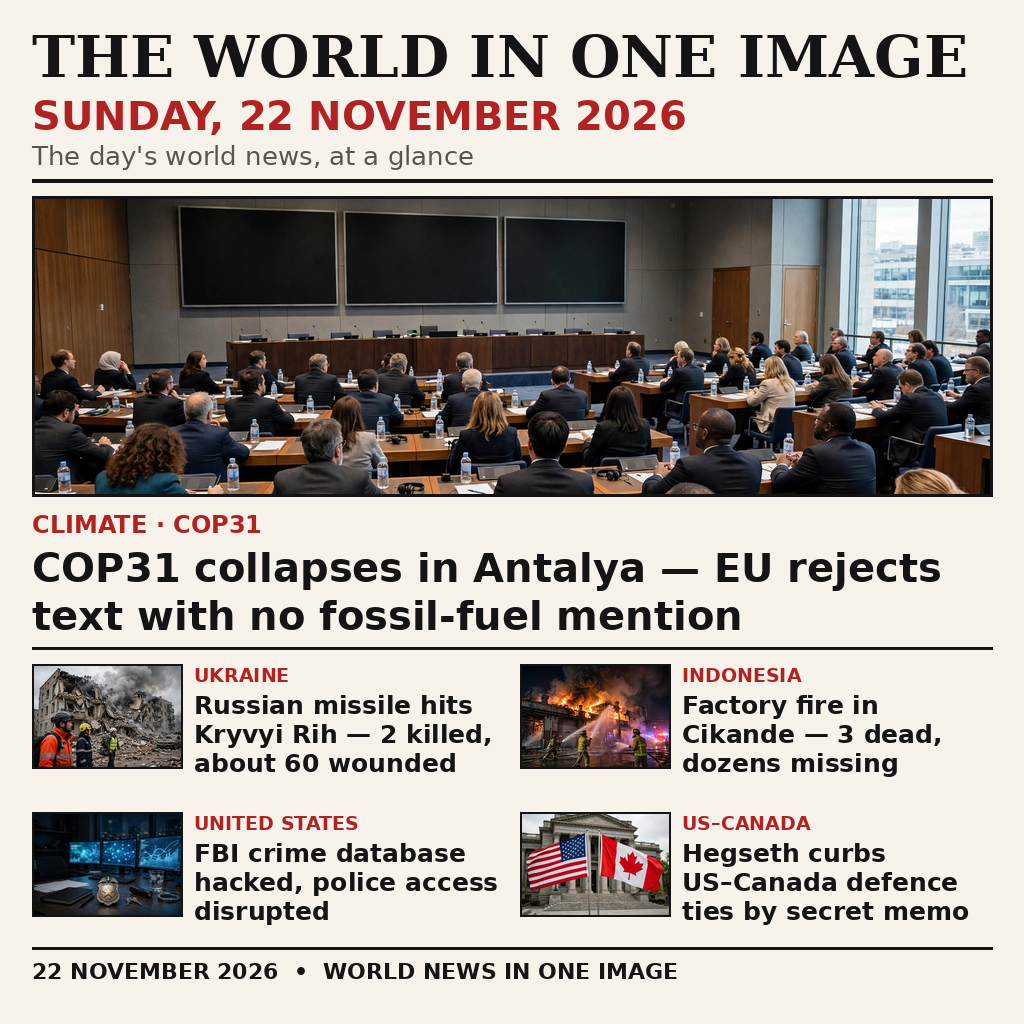 THE WORLD IN ONE IMAGE
SUNDAY, 22 NOVEMBER 2026
The day's world news, at a glance
CLIMATE · COP31
COP31 collapses in Antalya — EU rejects
text with no fossil-fuel mention
UKRAINE
Russian missile hits
Kryvyi Rih — 2 killed,
about 60 wounded
INDONESIA
Factory fire in
Cikande — 3 dead,
dozens missing
UNITED STATES
FBI crime database
hacked, police access
disrupted
US–CANADA
Hegseth curbs
US–Canada defence
ties by secret memo
22 NOVEMBER 2026 • WORLD NEWS IN ONE IMAGE